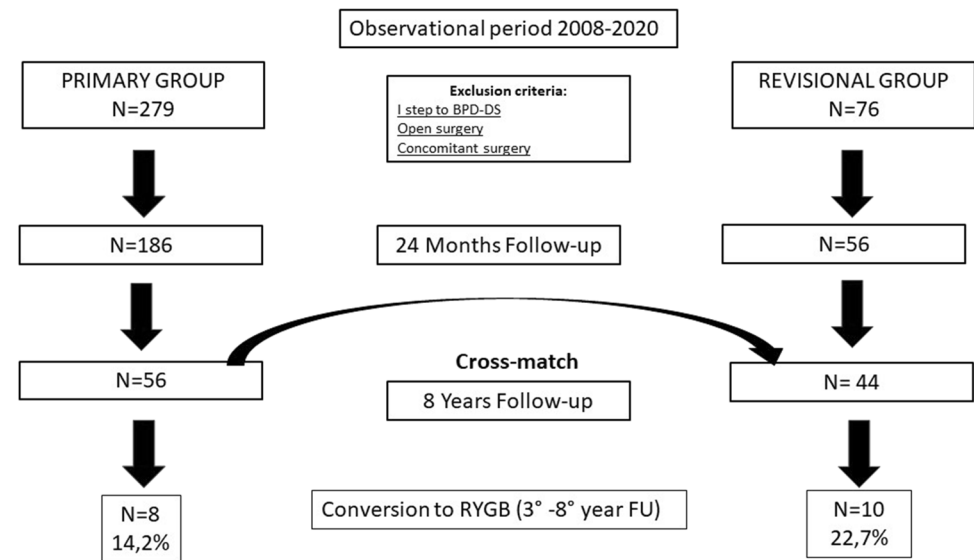 Observational period 2008-2020
PRIMARY GROUP
N=279
Exclusion criteria:
I step to BPD-DS
Open surgery
Concomitant surgery
REVISIONAL GROUP
N=76
N=186
24 Months Follow-up
N=56
Cross-match
N=56
8 Years Follow-up
N= 44
N=8
14,2%
Conversion to RYGB (3° -8° year FU)
N=10
22,7%